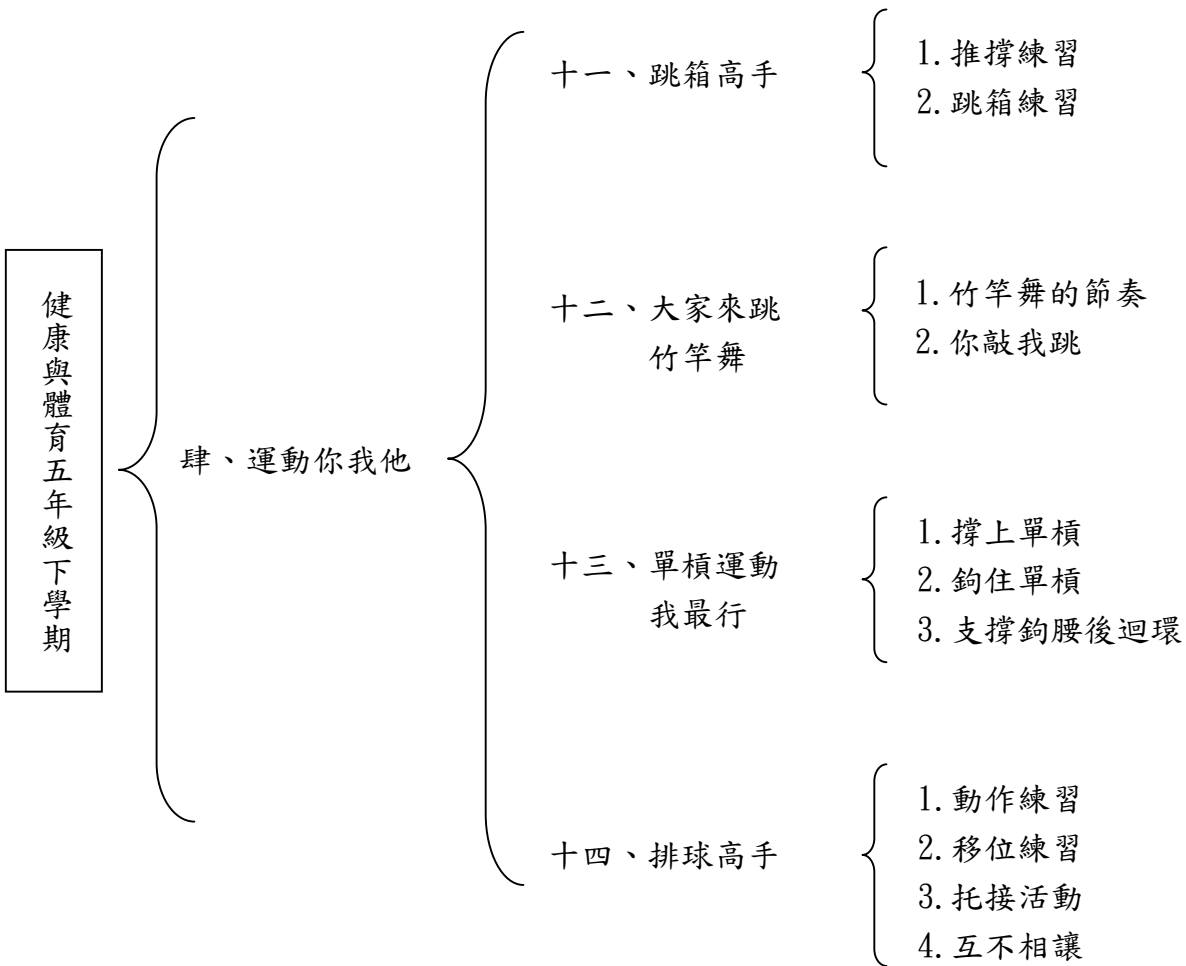 健康與體育五年級下學期
肆、運動你我他
十一、跳箱高手
1.推撐練習
2.跳箱練習
十二、大家來跳
竹竿舞
1.竹竿舞的節奏
2.你敲我跳
十三、單槓運動
我最行
1.撐上單槓
2.鉤住單槓
3.支撐鉤腰後迴環
十四、排球高手
1.動作練習
2.移位練習
3.托接活動
4.互不相讓